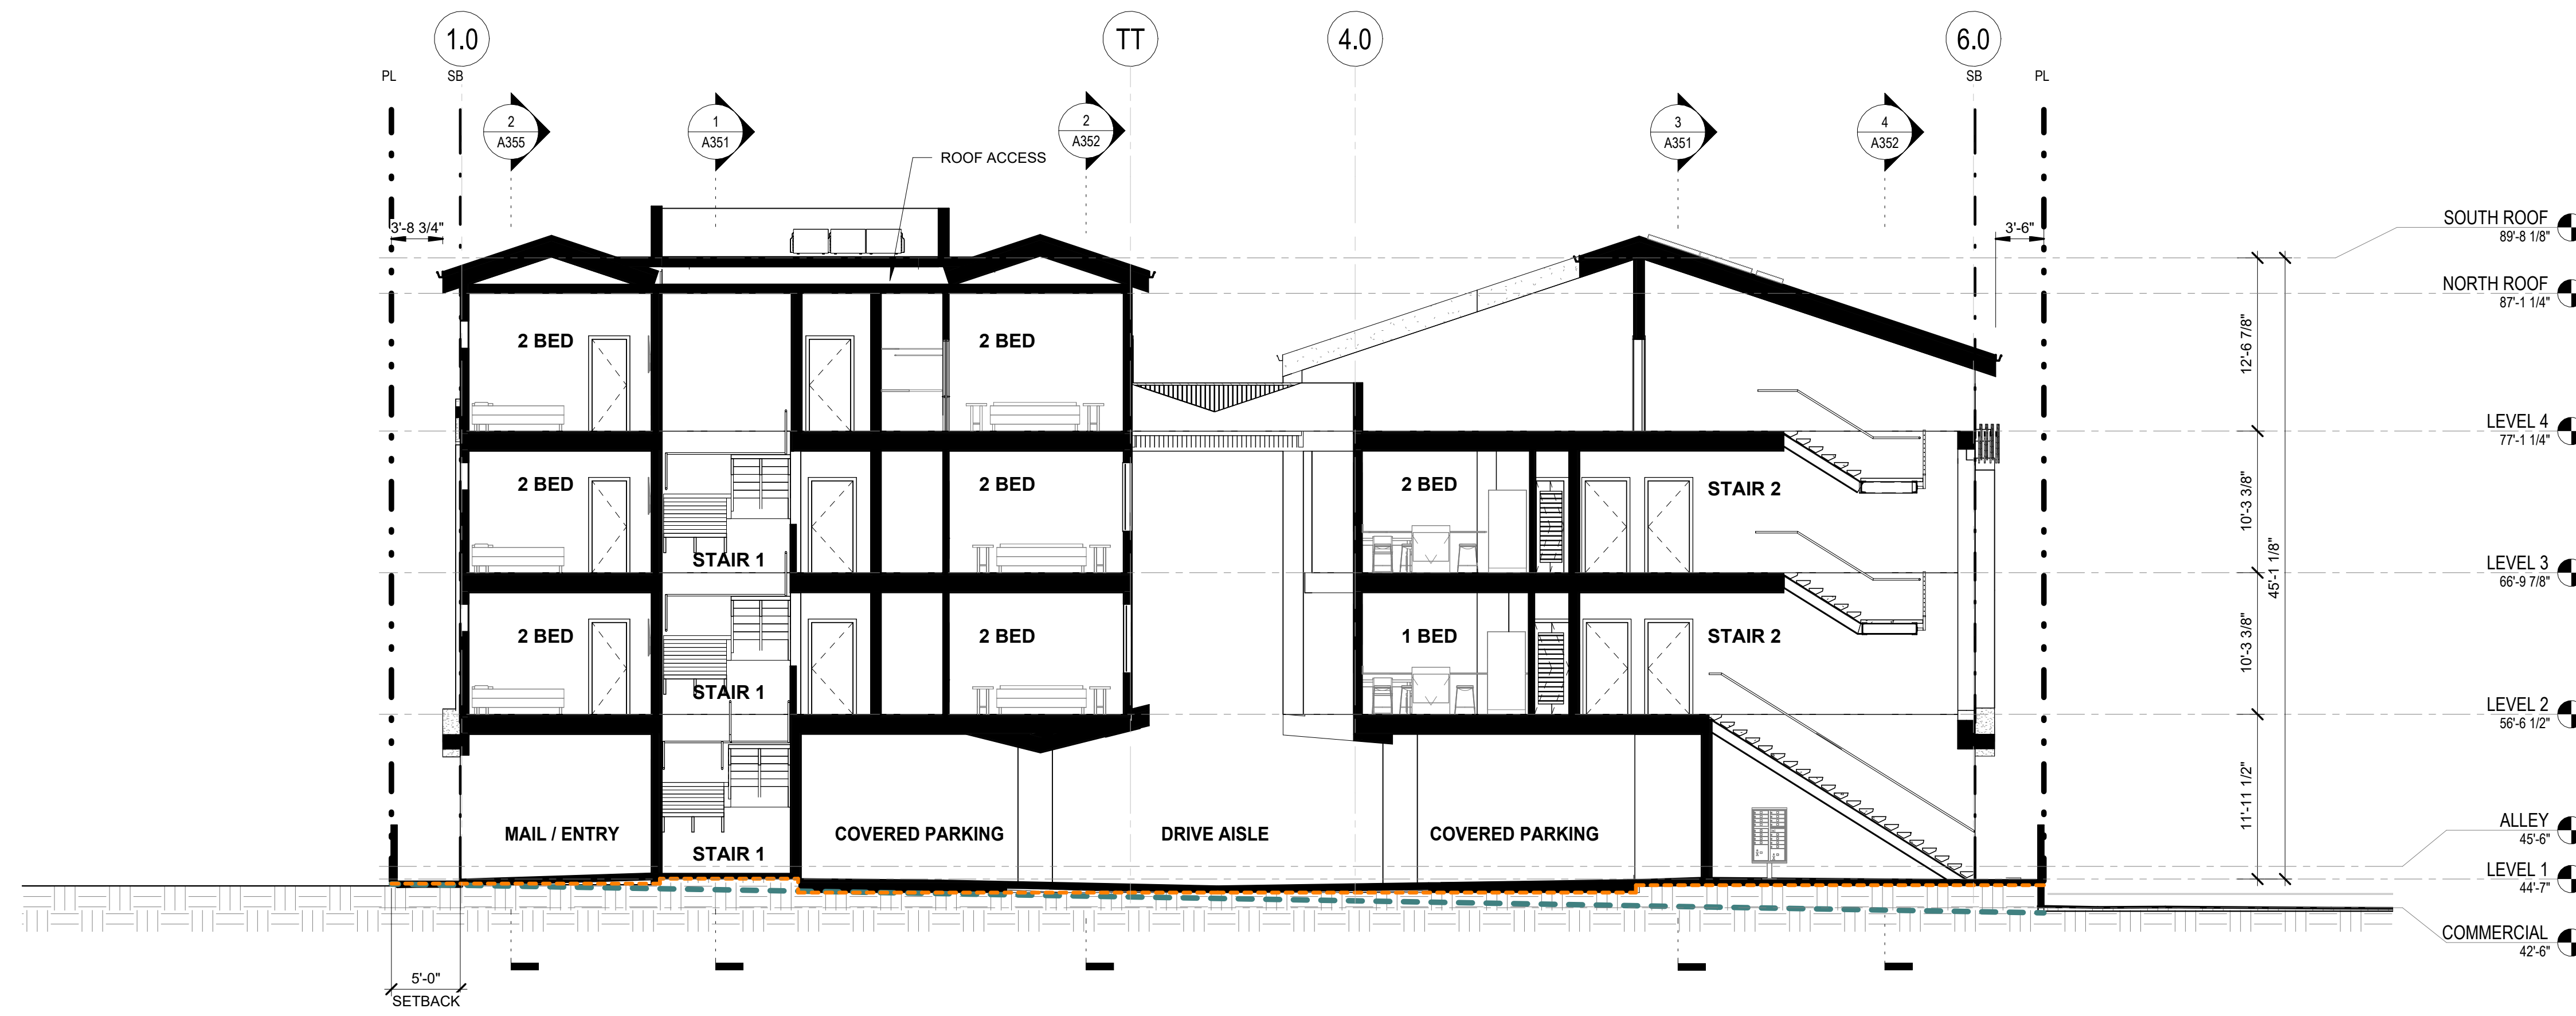 1.0
TT
4.0
6.0
PL
SB
SB
PL
2
A355
1
A351
2
A352
3
A351
4
A352
ROOF ACCESS
3'-8 3/4"
3'-6"
SOUTH ROOF
89'-8 1/8"
NORTH ROOF
87'-1 1/4"
2 BED
2 BED
12'-6 7/8"
LEVEL 4
77'-1 1/4"
2 BED
2 BED
2 BED
STAIR 2
10'-3 3/8"
STAIR 1
LEVEL 3
66'-9 7/8"
45'-1 1/8"
2 BED
2 BED
1 BED
STAIR 2
10'-3 3/8"
STAIR 1
LEVEL 2
56'-6 1/2"
11'-11 1/2"
MAIL / ENTRY
COVERED PARKING
DRIVE AISLE
COVERED PARKING
STAIR 1
ALLEY
45'-6"
LEVEL 1
44'-7"
COMMERCIAL
42'-6"
5'-0"
SETBACK